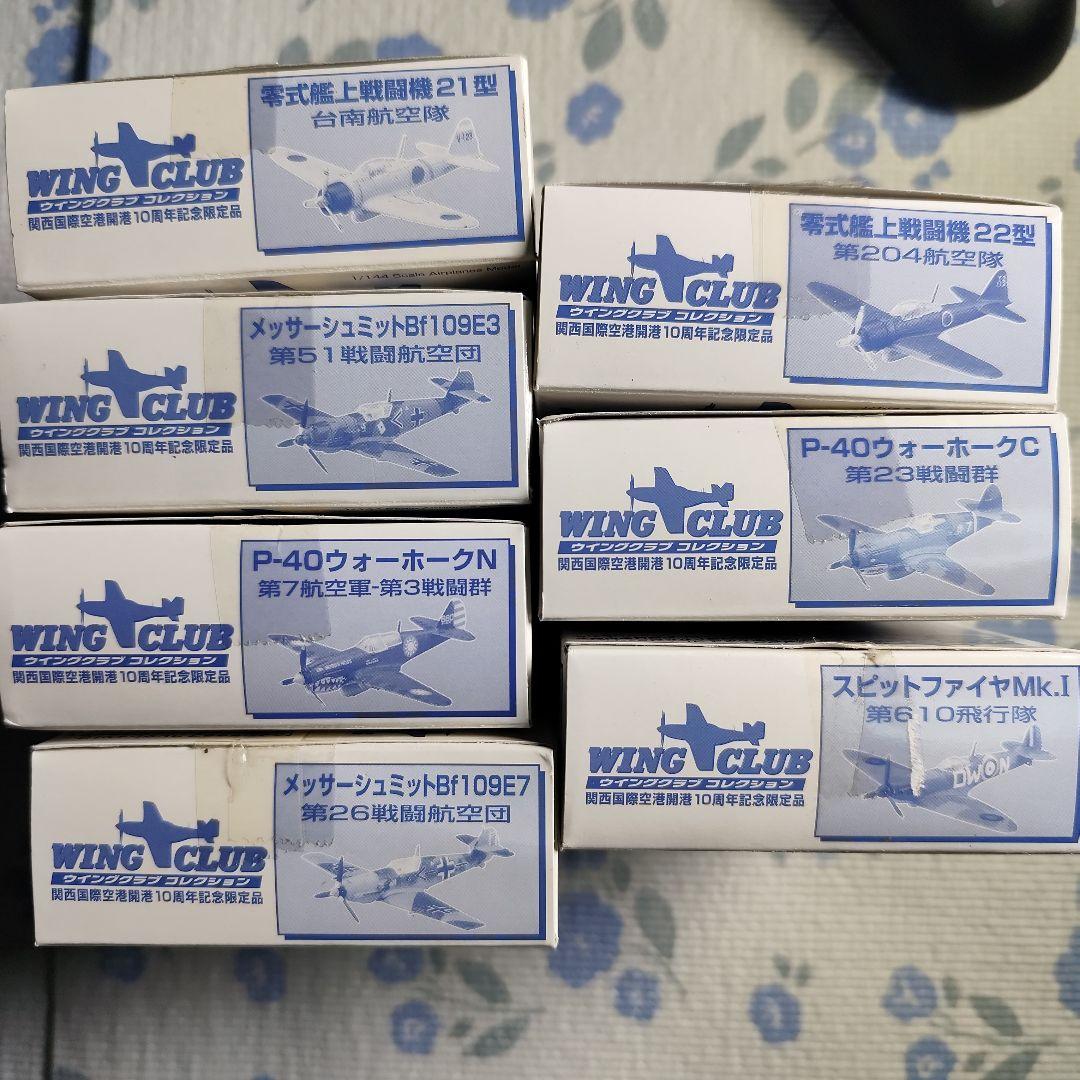 零式艦上戦闘機21型
台南航空隊
V-128
WING CLUB
ウイングクラブ コレクション
関西国際空港開港10周年記念限定品
1/144 Scale Airplanes Model
メッサーシュミットBf109E3
第51戦闘航空団
WING CLUB
ウイングクラブ コレクション
関西国際空港開港10周年記念限定品
P-40ウォーホークN
第7航空軍-第3戦闘群
WING CLUB
ウイングクラブ コレクション
関西国際空港開港10周年記念限定品
メッサーシュミットBf109E7
第26戦闘航空団
WING CLUB
ウイングクラブ コレクション
関西国際空港開港10周年記念限定品
零式艦上戦闘機22型
第204航空隊
WING CLUB
ウイングクラブ コレクション
関西国際空港開港10周年記念限定品
P-40ウォーホークC
第23戦闘群
WING CLUB
ウイングクラブ コレクション
関西国際空港開港10周年記念限定品
スピットファイヤMk.I
第610飛行隊
DW N
WING CLUB
ウイングクラブ コレクション
関西国際空港開港10周年記念限定品